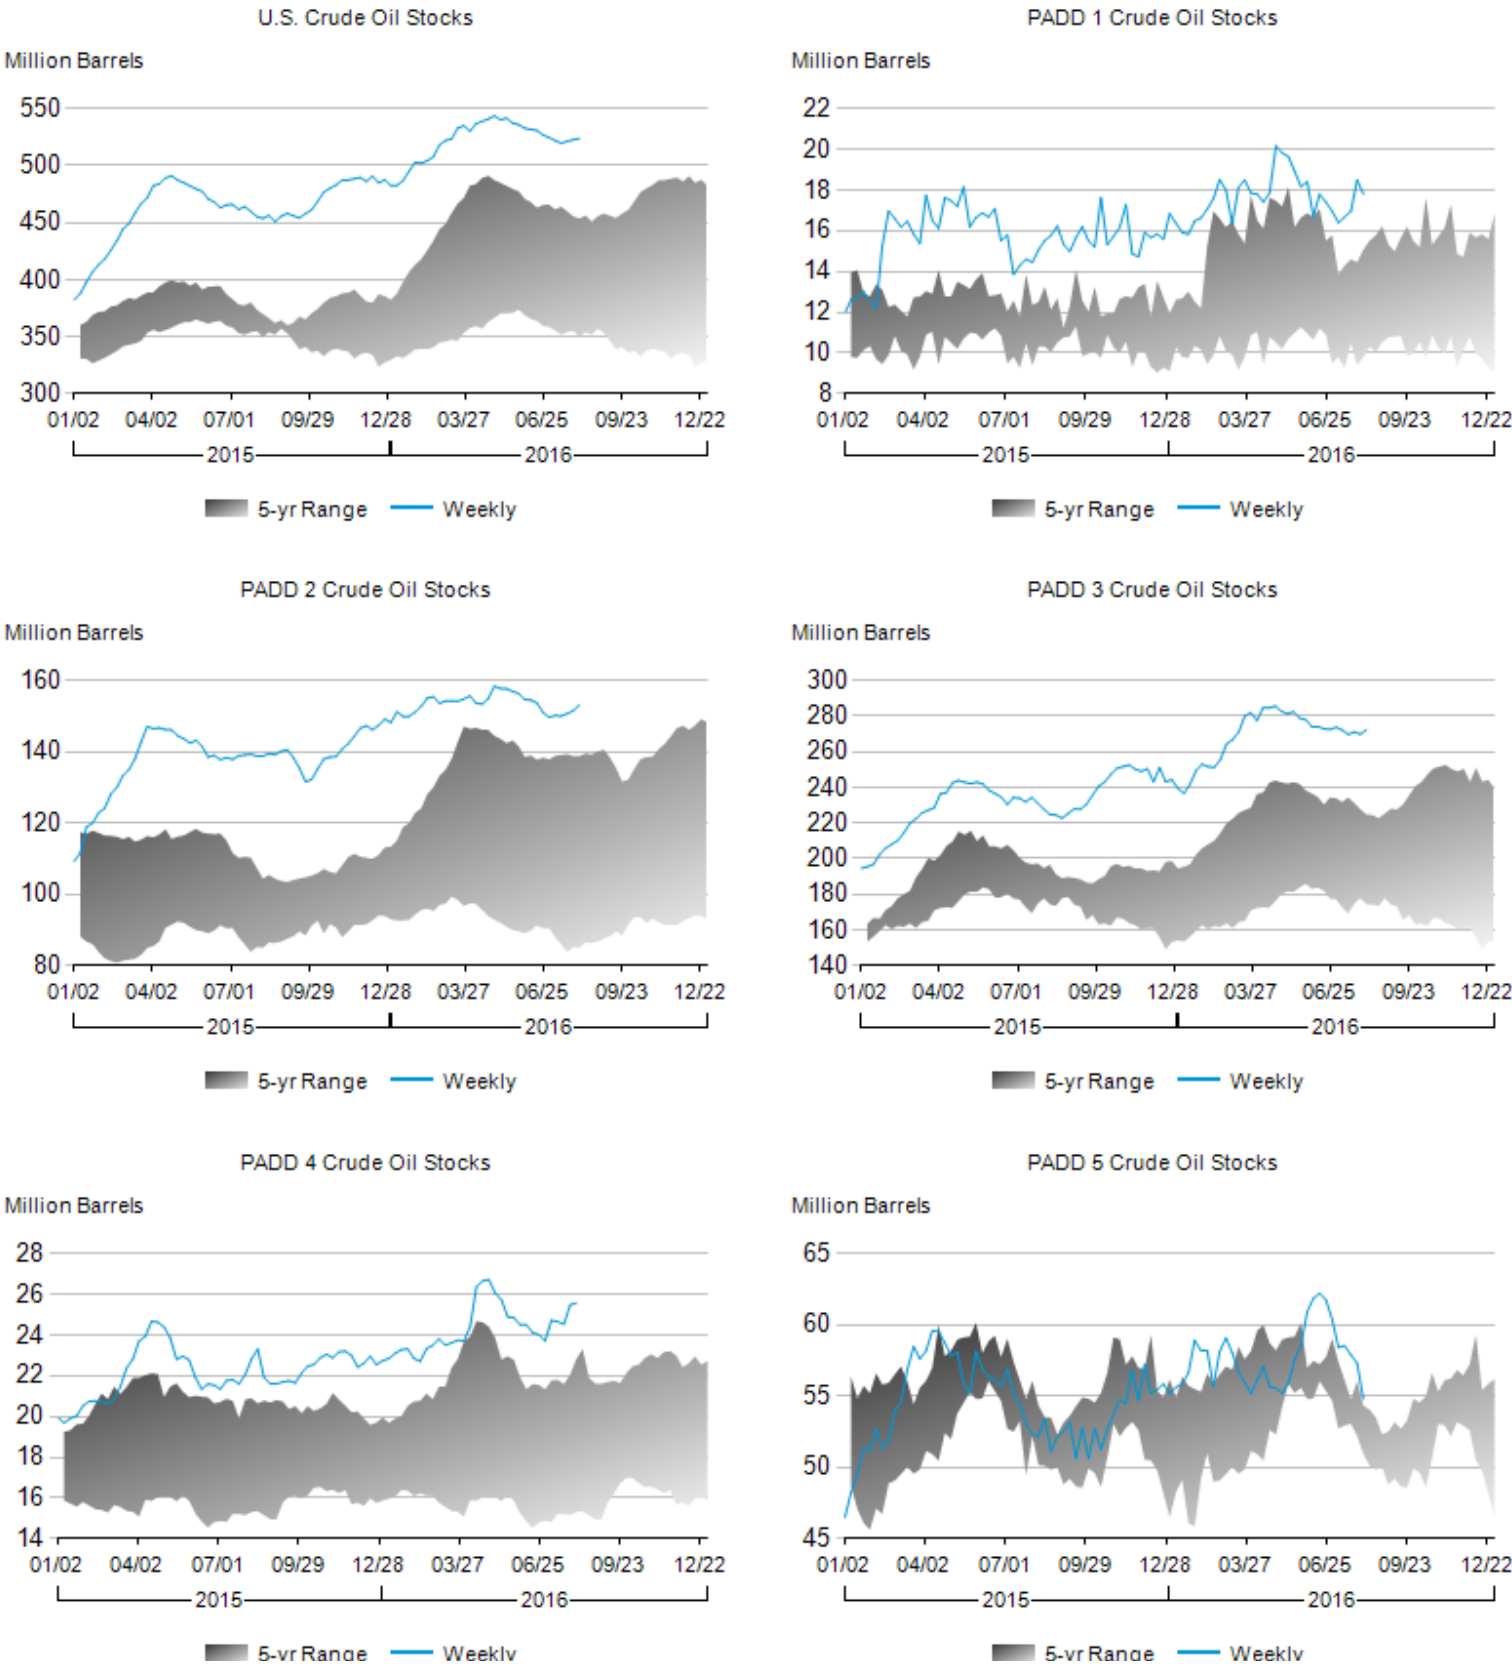 U.S. Crude Oil Stocks
Million Barrels
550
500
450
400
350
300
01/02 04/02 07/01 09/29 12/28 03/27 06/25 09/23 12/22
2015 2016
5-yr Range Weekly
PADD 1 Crude Oil Stocks
Million Barrels
22
20
18
16
14
12
10
8
01/02 04/02 07/01 09/29 12/28 03/27 06/25 09/23 12/22
2015 2016
5-yr Range Weekly
PADD 2 Crude Oil Stocks
Million Barrels
160
140
120
100
80
01/02 04/02 07/01 09/29 12/28 03/27 06/25 09/23 12/22
2015 2016
5-yr Range Weekly
PADD 3 Crude Oil Stocks
Million Barrels
300
280
260
240
220
200
180
160
140
01/02 04/02 07/01 09/29 12/28 03/27 06/25 09/23 12/22
2015 2016
5-yr Range Weekly
PADD 4 Crude Oil Stocks
Million Barrels
28
26
24
22
20
18
16
14
01/02 04/02 07/01 09/29 12/28 03/27 06/25 09/23 12/22
2015 2016
5-yr Range Weekly
PADD 5 Crude Oil Stocks
Million Barrels
65
60
55
50
45
01/02 04/02 07/01 09/29 12/28 03/27 06/25 09/23 12/22
2015 2016
5-yr Range Weekly